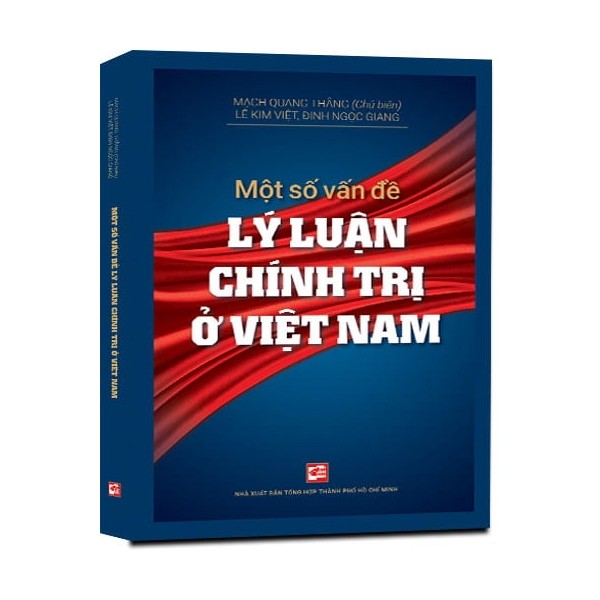 MẠCH QUANG THẮNG (Chủ biên)
LÊ KIM VIỆT, ĐINH NGỌC GIANG
Một số vấn đề
LÝ LUẬN
CHÍNH TRỊ
Ở VIỆT NAM
NHÀ XUẤT BẢN TỔNG HỢP THÀNH PHỐ HỒ CHÍ MINH
MỘT SỐ VẤN ĐỀ LÝ LUẬN CHÍNH TRỊ Ở VIỆT NAM